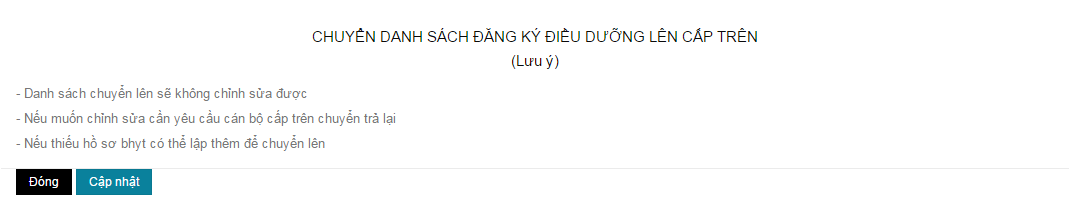 CHUYỂN DANH SÁCH ĐĂNG KÝ ĐIỀU DƯỠNG LÊN CẤP TRÊN
(Lưu ý)
- Danh sách chuyển lên sẽ không chỉnh sửa được
- Nếu muốn chỉnh sửa cần yêu cầu cán bộ cấp trên chuyển trả lại
- Nếu thiếu hồ sơ bhyt có thể lập thêm để chuyển lên
Đóng Cập nhật